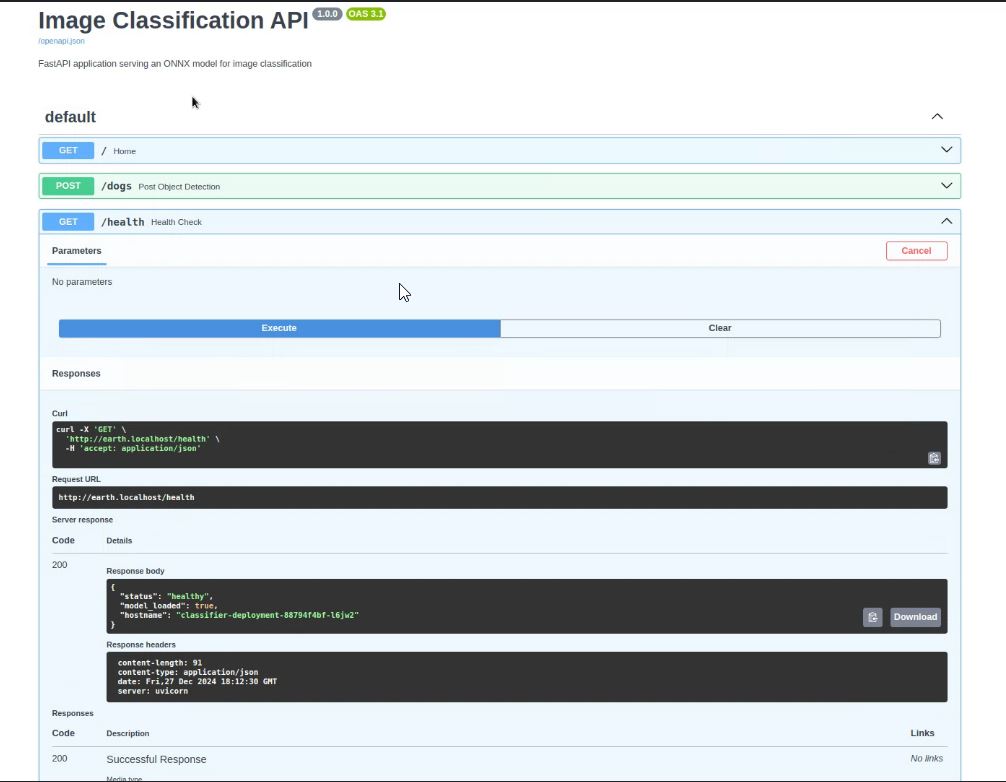 Image Classification API 1.0.0 OAS 3.1
/openapi.json
FastAPI application serving an ONNX model for image classification
default
GET / Home
POST /dogs Post Object Detection
GET /health Health Check
Parameters Cancel
No parameters
Execute Clear
Responses
Curl
curl -X 'GET' \
'http://earth.localhost/health' \
-H 'accept: application/json'
Request URL
http://earth.localhost/health
Server response
Code Details
200
Response body
{
"status": "healthy",
"model_loaded": true,
"hostname": "classifier-deployment-88794f4bf-l6jw2"
}
Download
Response headers
content-length: 91
content-type: application/json
date: Fri,27 Dec 2024 18:12:30 GMT
server: uvicorn
Responses
Code Description Links
200 Successful Response No links
Media type